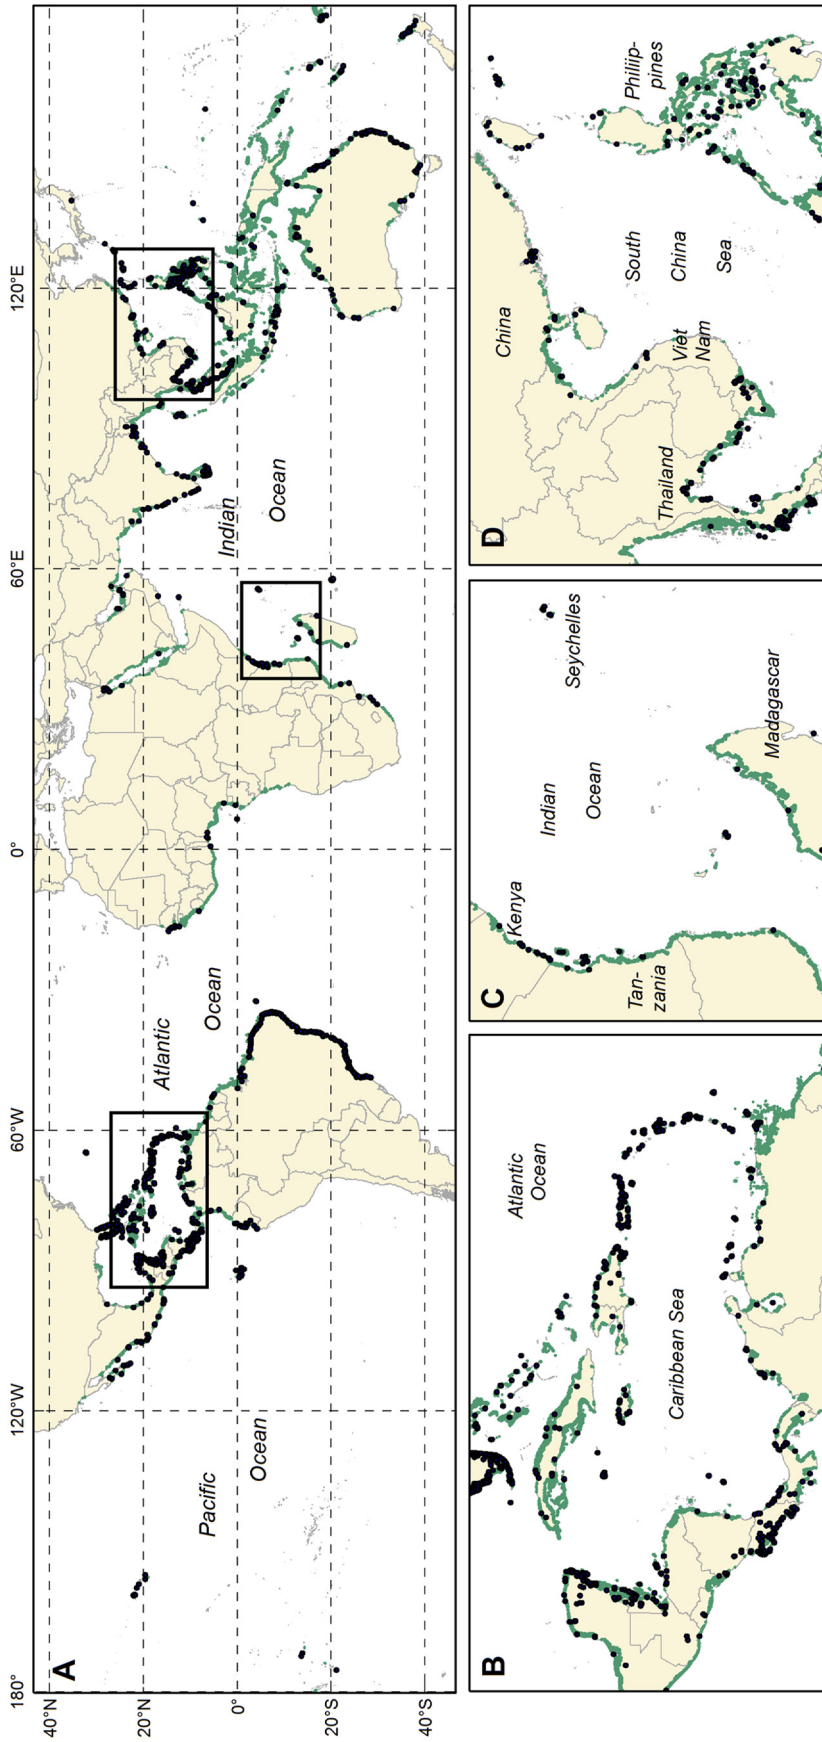 A
180°
120°W
60°W
0°
60°E
120°E
40°N
20°N
0°
20°S
40°S
Pacific
Ocean
Atlantic
Ocean
Indian
Ocean
B
Atlantic
Ocean
Caribbean Sea
C
Kenya
Tan-
zania
Indian
Ocean
Seychelles
Madagascar
D
China
Thailand
Viet
Nam
South
China
Sea
Philiip-
pines